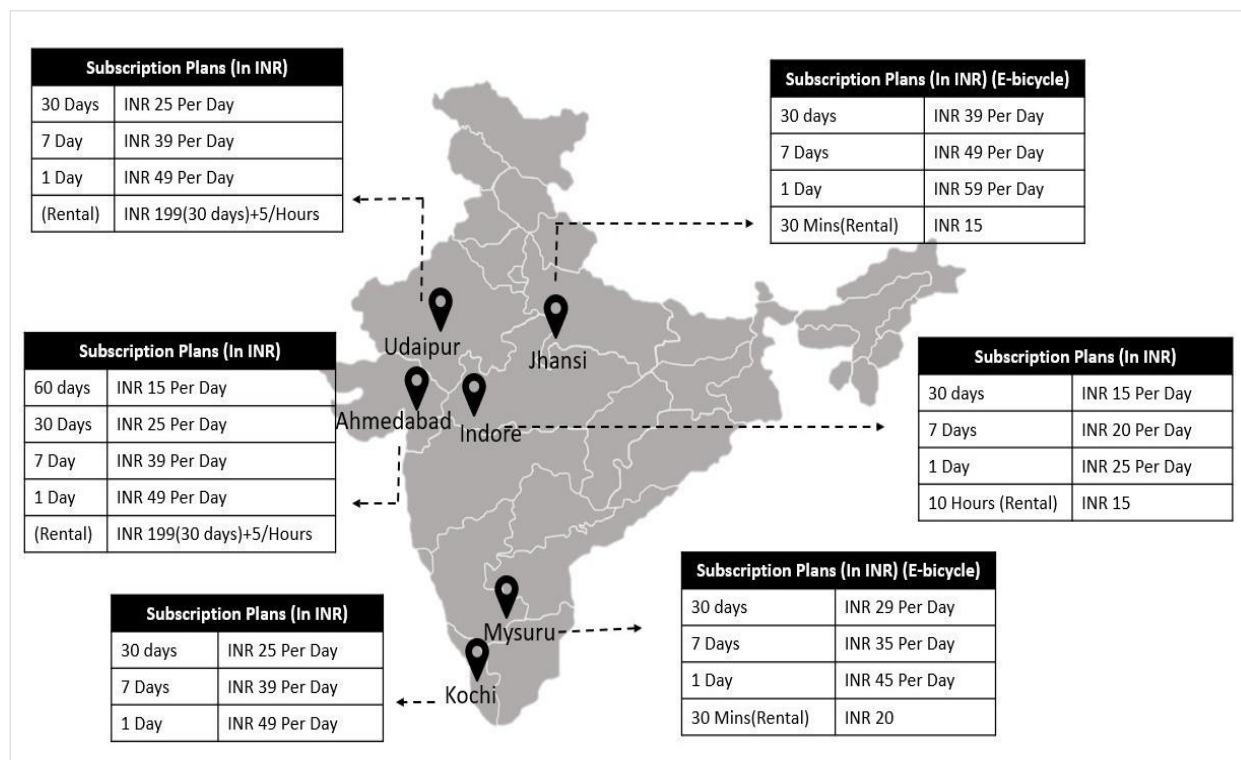 Subscription Plans (In INR)
30 Days INR 25 Per Day
7 Day INR 39 Per Day
1 Day INR 49 Per Day
(Rental) INR 199(30 days)+5/Hours
Subscription Plans (In INR) (E-bicycle)
30 days INR 39 Per Day
7 Days INR 49 Per Day
1 Day INR 59 Per Day
30 Mins(Rental) INR 15
Udaipur
Jhansi
Ahmedabad
Indore
Subscription Plans (In INR)
60 days INR 15 Per Day
30 Days INR 25 Per Day
7 Day INR 39 Per Day
1 Day INR 49 Per Day
(Rental) INR 199(30 days)+5/Hours
Subscription Plans (In INR)
30 days INR 15 Per Day
7 Days INR 20 Per Day
1 Day INR 25 Per Day
10 Hours (Rental) INR 15
Mysuru
Kochi
Subscription Plans (In INR)
30 days INR 25 Per Day
7 Days INR 39 Per Day
1 Day INR 49 Per Day
Subscription Plans (In INR) (E-bicycle)
30 days INR 29 Per Day
7 Days INR 35 Per Day
1 Day INR 45 Per Day
30 Mins(Rental) INR 20